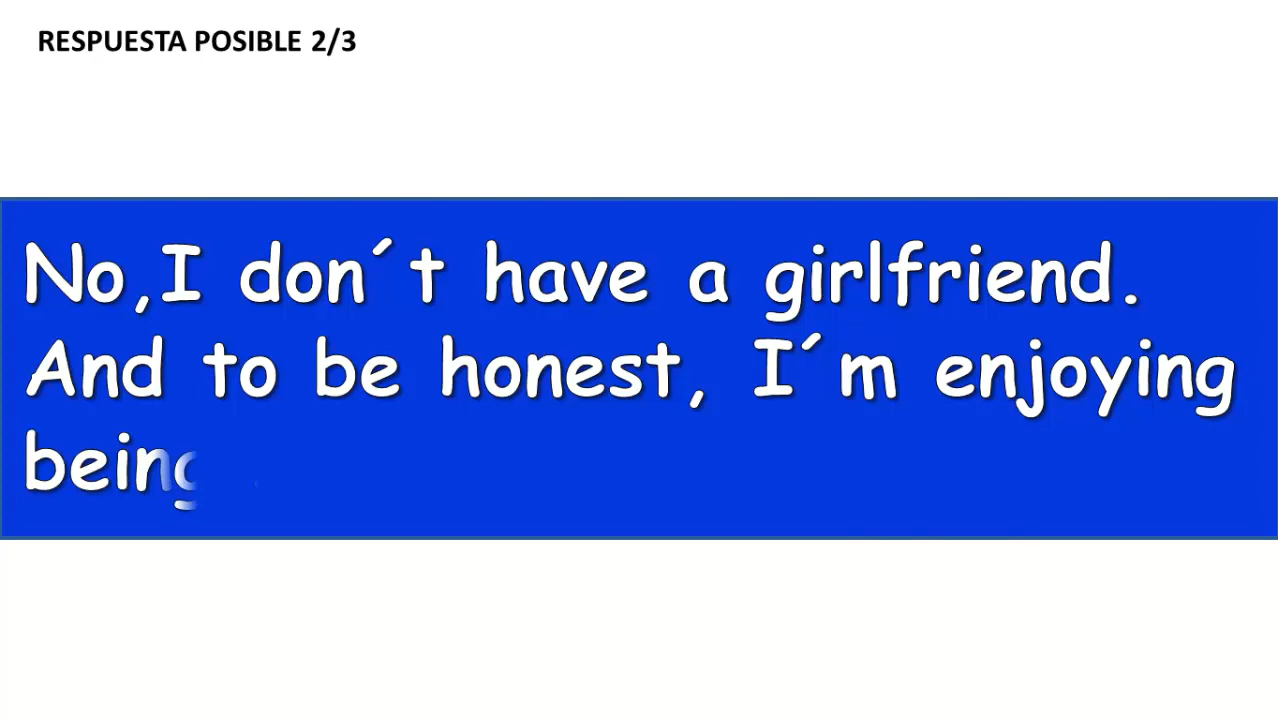 RESPUESTA POSIBLE 2/3
No,I don´t have a girlfriend.
And to be honest, I´m enjoying
being